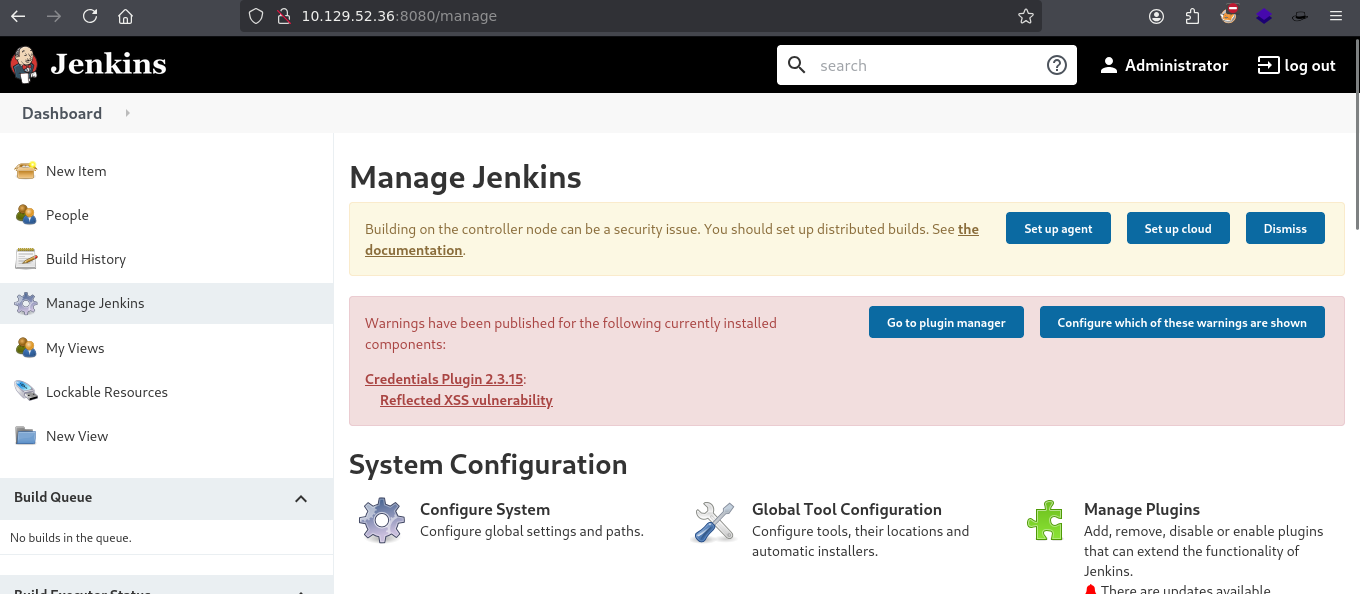 10.129.52.36:8080/manage
Jenkins
search
Administrator
log out
Dashboard
New Item
People
Build History
Manage Jenkins
My Views
Lockable Resources
New View
Build Queue
No builds in the queue.
Build Executor Status
Manage Jenkins
Building on the controller node can be a security issue. You should set up distributed builds. See the
documentation.
Set up agent
Set up cloud
Dismiss
Warnings have been published for the following currently installed
components:
Go to plugin manager
Configure which of these warnings are shown
Credentials Plugin 2.3.15:
Reflected XSS vulnerability
System Configuration
Configure System
Configure global settings and paths.
Global Tool Configuration
Configure tools, their locations and
automatic installers.
Manage Plugins
Add, remove, disable or enable plugins
that can extend the functionality of
Jenkins.
There are updates available